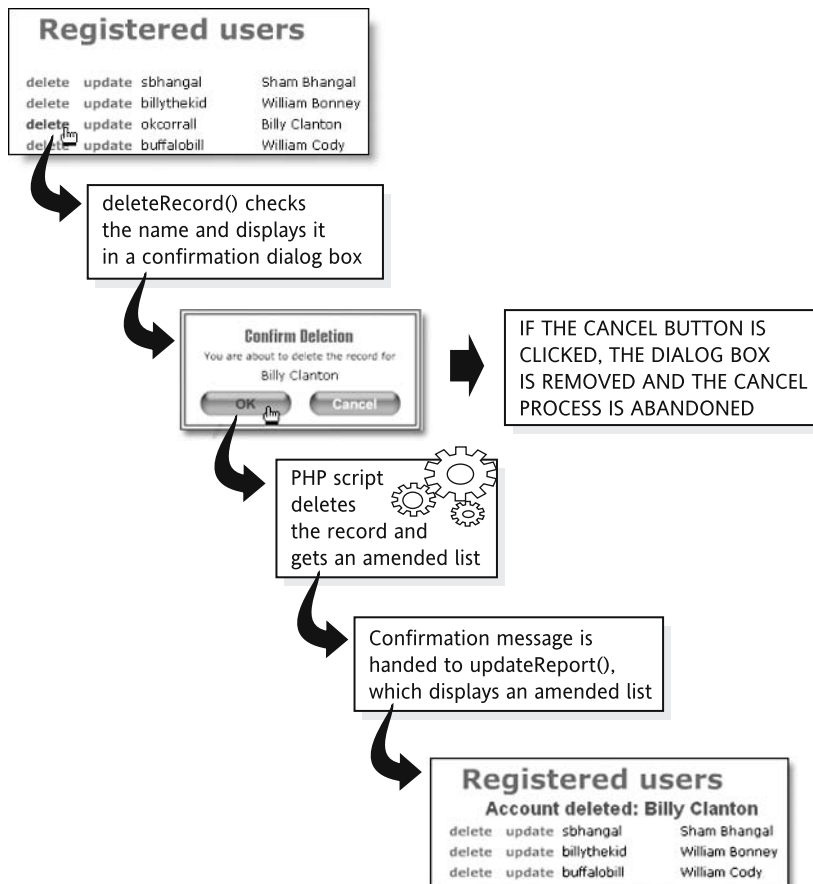 Registered users
delete update sbhangal Sham Bhangal
delete update billythekid William Bonney
delete update okcorrall Billy Clanton
delete update buffalobill William Cody
deleteRecord() checks
the name and displays it
in a confirmation dialog box
Confirm Deletion
You are about to delete the record for
Billy Clanton
OK Cancel
IF THE CANCEL BUTTON IS
CLICKED, THE DIALOG BOX
IS REMOVED AND THE CANCEL
PROCESS IS ABANDONED
PHP script
deletes
the record and
gets an amended list
Confirmation message is
handed to updateReport(),
which displays an amended list
Registered users
Account deleted: Billy Clanton
delete update sbhangal Sham Bhangal
delete update billythekid William Bonney
delete update buffalobill William Cody